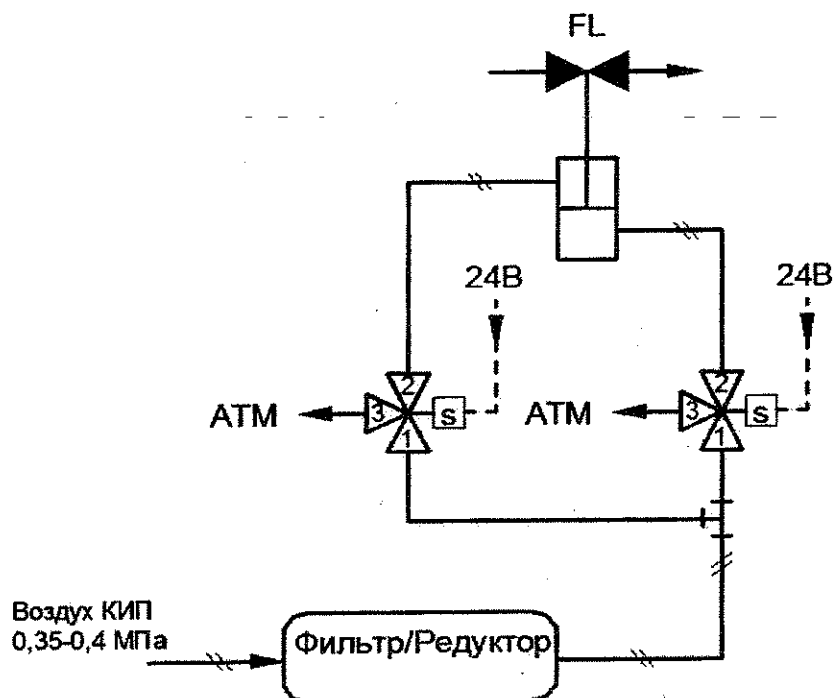 FL
24В
24В
2
2
АТМ
3
s
АТМ
3
s
1
1
Воздух КИП
0,35-0,4 МПа
Фильтр/Редуктор